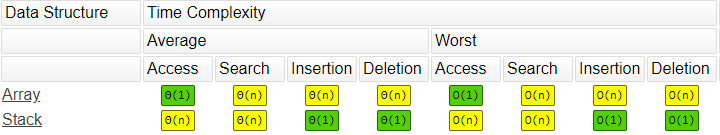 Data Structure Time Complexity
Average Worst
Access Search Insertion Deletion Access Search Insertion Deletion
Array Θ(1) Θ(n) Θ(n) Θ(n) O(1) O(n) O(n) O(n)
Stack Θ(n) Θ(n) Θ(1) Θ(1) O(n) O(n) O(1) O(1)